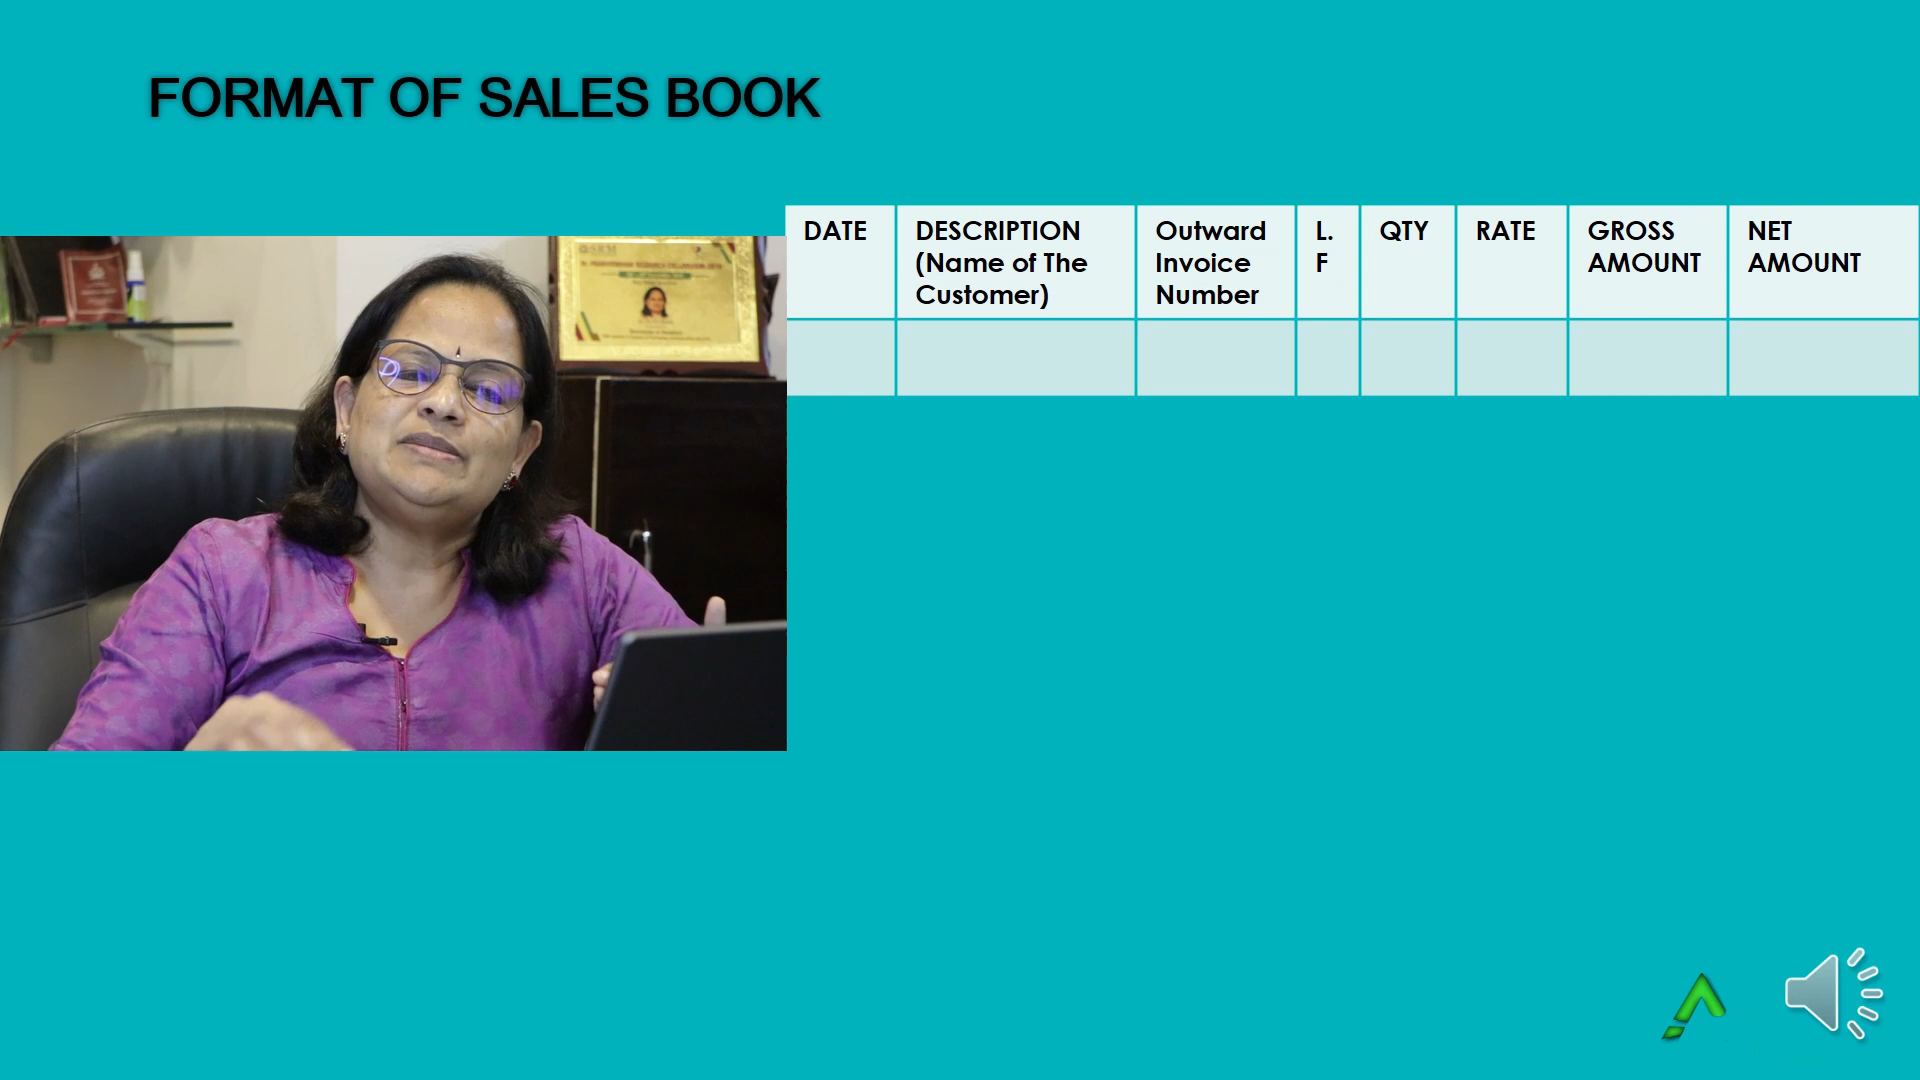 FORMAT OF SALES BOOK
DATE
DESCRIPTION
(Name of The
Customer)
Outward
Invoice
Number
L.
F
QTY
RATE
GROSS
AMOUNT
NET
AMOUNT
SRM